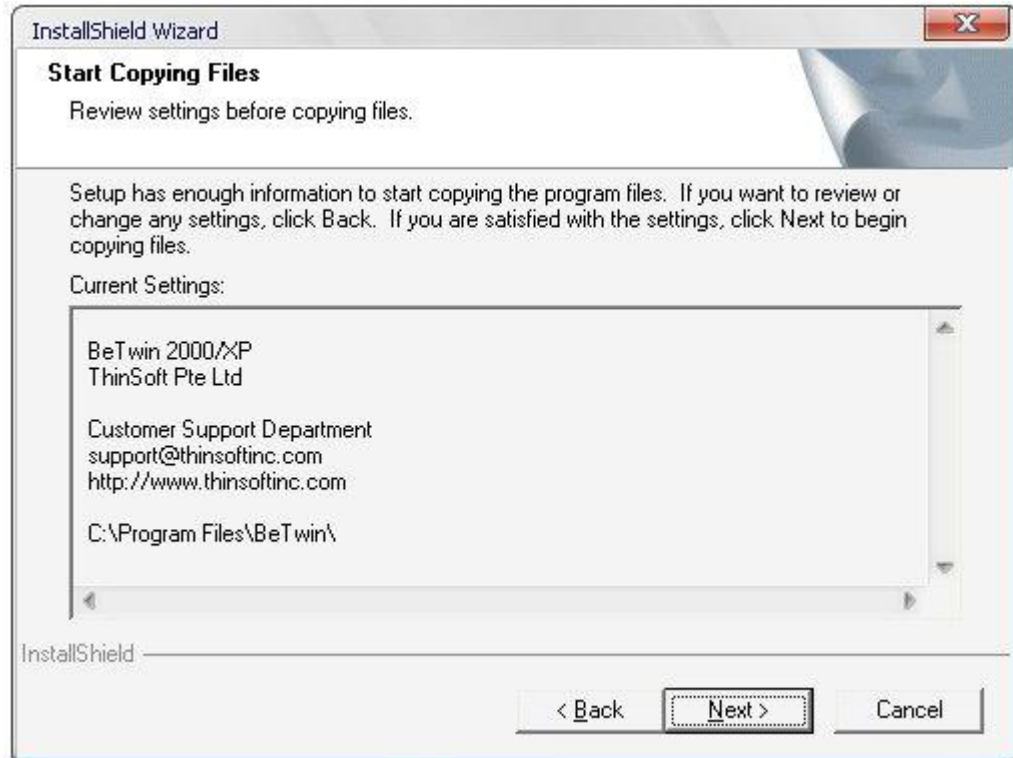 InstallShield Wizard
Start Copying Files
Review settings before copying files.
Setup has enough information to start copying the program files.  If you want to review or
change any settings, click Back.  If you are satisfied with the settings, click Next to begin
copying files.
Current Settings:
BeTwin 2000/XP
ThinSoft Pte Ltd
Customer Support Department
support@thinsoftinc.com
http://www.thinsoftinc.com
C:\Program Files\BeTwin\
InstallShield
< Back
Next >
Cancel